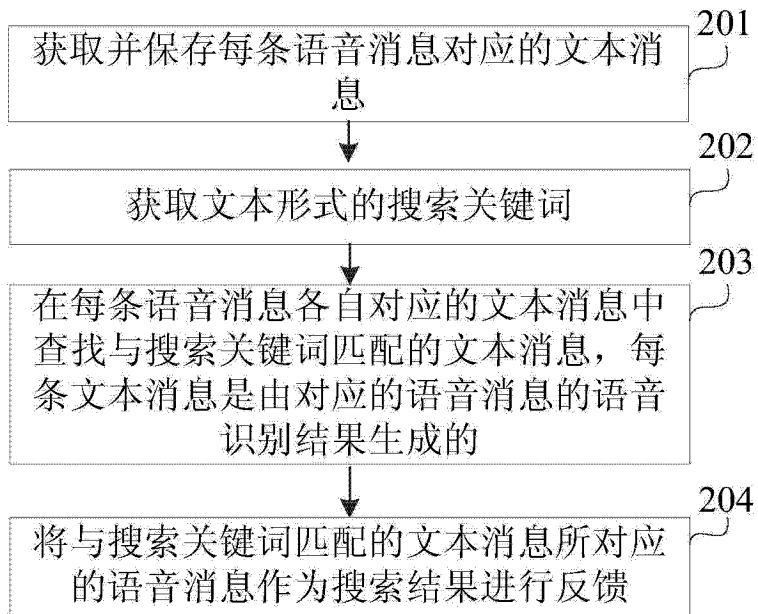 201
获取并保存每条语音消息对应的文本消
息
202
获取文本形式的搜索关键词
203
在每条语音消息各自对应的文本消息中
查找与搜索关键词匹配的文本消息，每
条文本消息是由对应的语音消息的语音
识别结果生成的
204
将与搜索关键词匹配的文本消息所对应
的语音消息作为搜索结果进行反馈